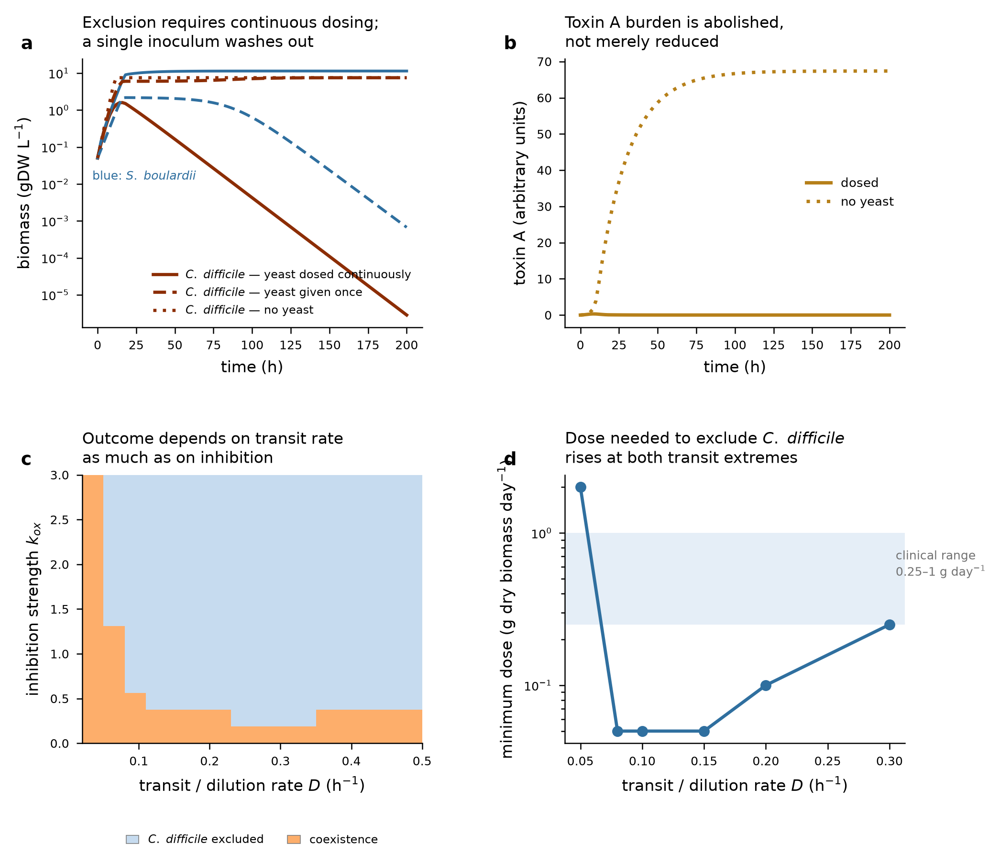 Exclusion requires continuous dosing;
a single inoculum washes out
a
biomass (gDW L⁻¹)
10¹
10⁰
10⁻¹
10⁻²
10⁻³
10⁻⁴
10⁻⁵
blue: S. boulardii
C. difficile — yeast dosed continuously
C. difficile — yeast given once
C. difficile — no yeast
0 25 50 75 100 125 150 175 200
time (h)
Toxin A burden is abolished,
not merely reduced
b
toxin A (arbitrary units)
70
60
50
40
30
20
10
0
dosed
no yeast
0 25 50 75 100 125 150 175 200
time (h)
Outcome depends on transit rate
as much as on inhibition
c
inhibition strength k_ox
3.0
2.5
2.0
1.5
1.0
0.5
0.0
0.1 0.2 0.3 0.4 0.5
transit / dilution rate D (h⁻¹)
C. difficile excluded
coexistence
Dose needed to exclude C. difficile
rises at both transit extremes
d
minimum dose (g dry biomass day⁻¹)
10⁰
10⁻¹
clinical range
0.25–1 g day⁻¹
0.05 0.10 0.15 0.20 0.25 0.30
transit / dilution rate D (h⁻¹)